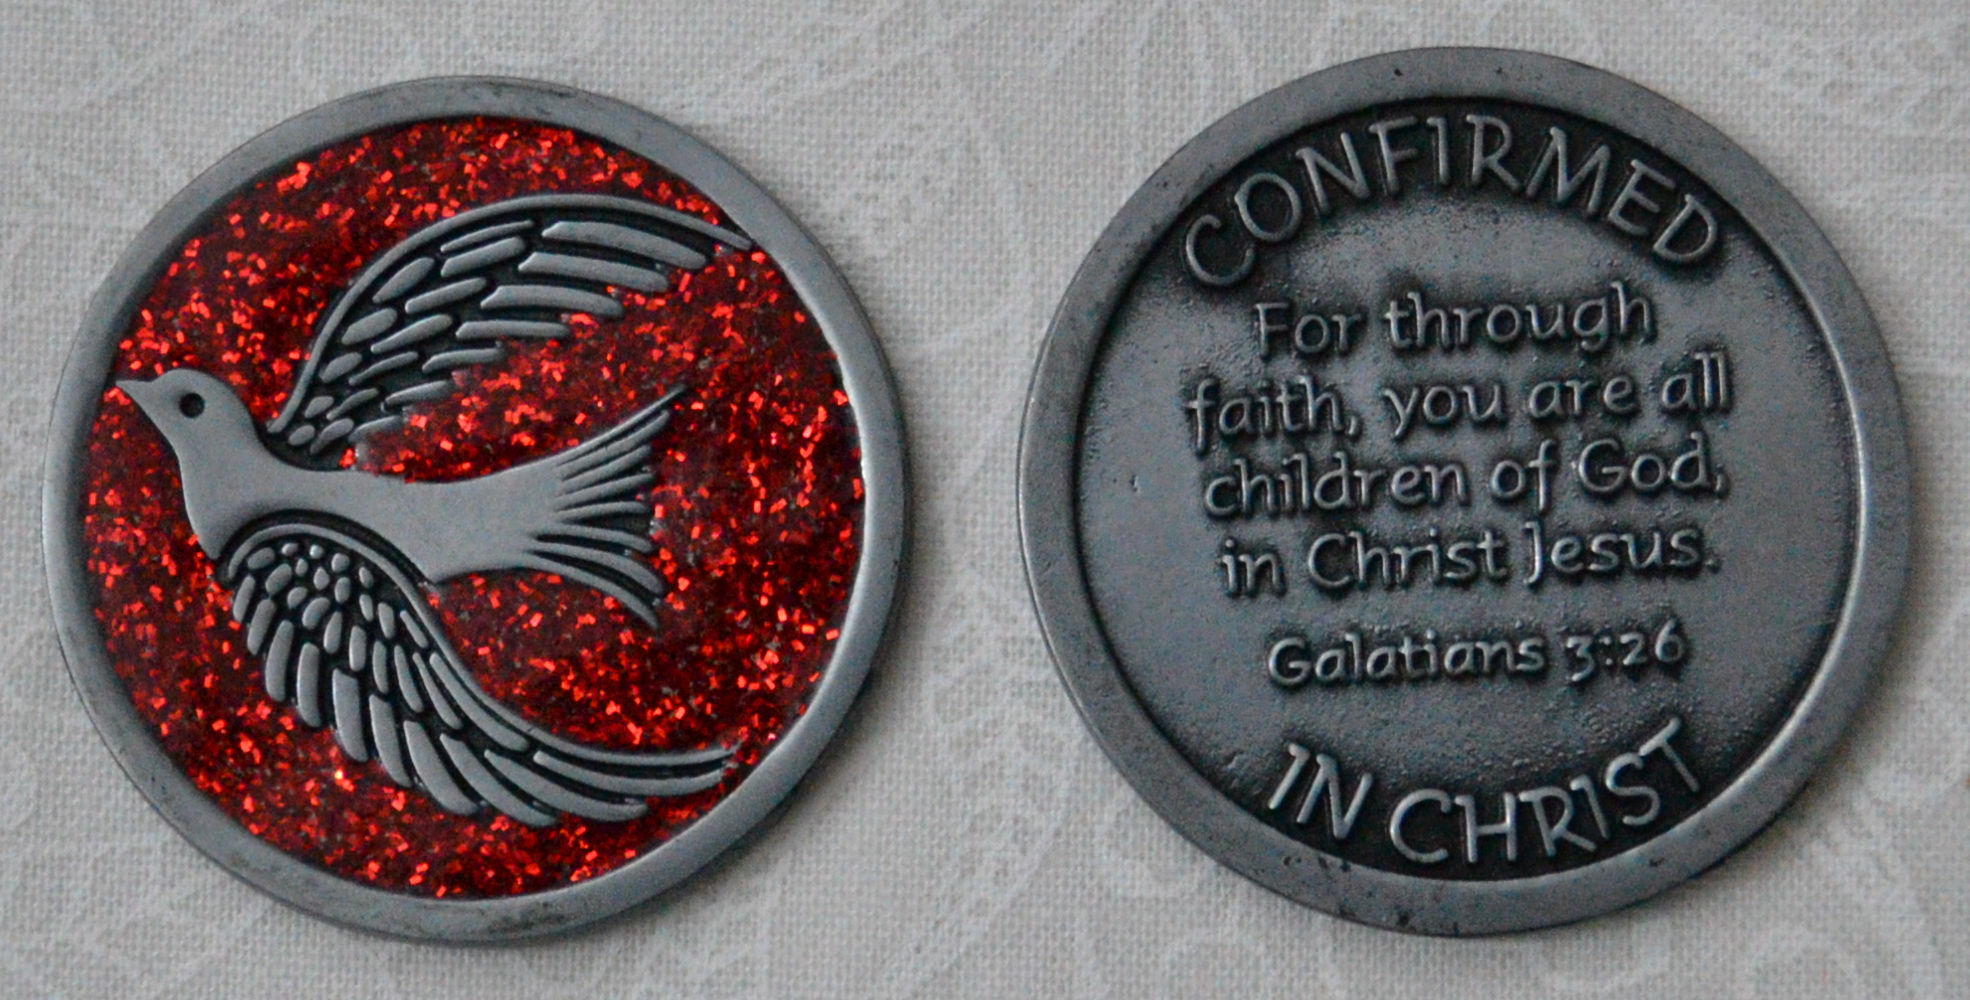 CONFIRMED
For through
faith, you are all
children of God,
in Christ Jesus.
Galatians 3:26
IN CHRIST